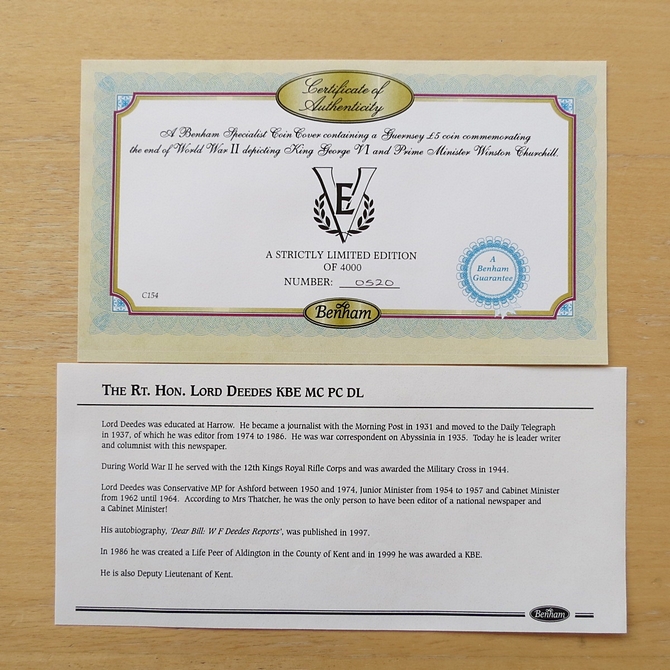 Certificate of
Authenticity
A Benham Specialist Coin Cover containing a Guernsey £5 coin commemorating
the end of World War II depicting King George VI and Prime Minister Winston Churchill.
VE
A STRICTLY LIMITED EDITION
OF 4000
NUMBER: 0520
A
Benham
Guarantee
C154
Benham
THE RT. HON. LORD DEEDES KBE MC PC DL
Lord Deedes was educated at Harrow. He became a journalist with the Morning Post in 1931 and moved to the Daily Telegraph
in 1937, of which he was editor from 1974 to 1986. He was war correspondent on Abyssinia in 1935. Today he is leader writer
and columnist with this newspaper.
During World War II he served with the 12th Kings Royal Rifle Corps and was awarded the Military Cross in 1944.
Lord Deedes was Conservative MP for Ashford between 1950 and 1974, Junior Minister from 1954 to 1957 and Cabinet Minister
from 1962 until 1964. According to Mrs Thatcher, he was the only person to have been editor of a national newspaper and
a Cabinet Minister!
His autobiography, 'Dear Bill: W F Deedes Reports', was published in 1997.
In 1986 he was created a Life Peer of Aldington in the County of Kent and in 1999 he was awarded a KBE.
He is also Deputy Lieutenant of Kent.
Benham